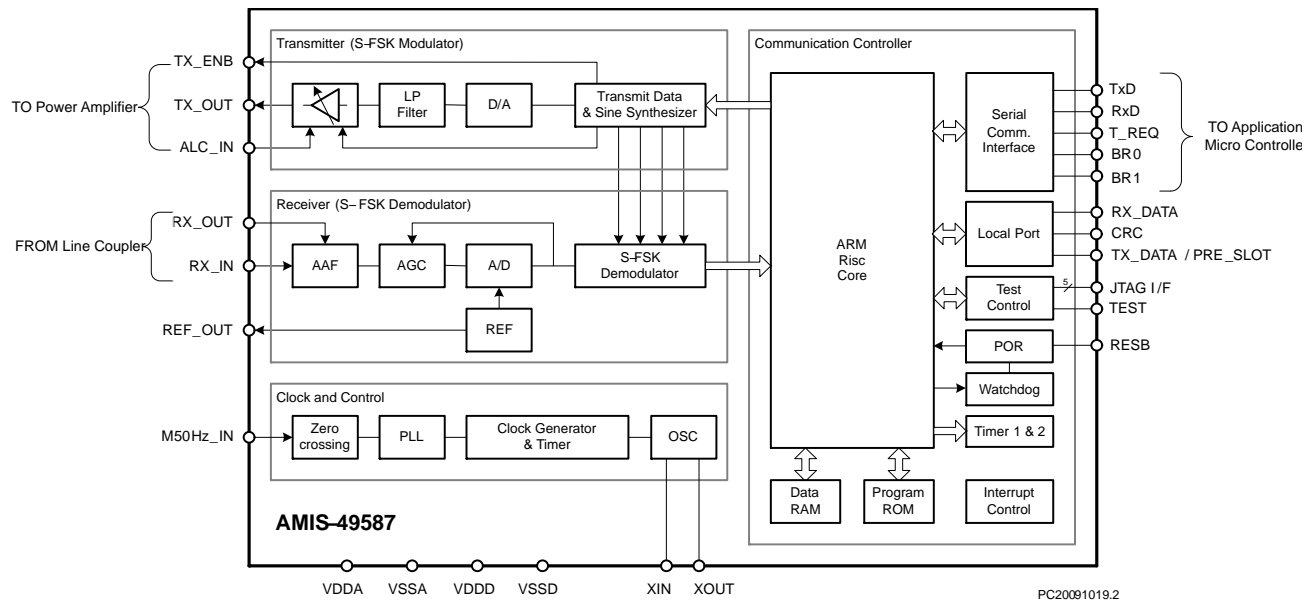 Transmitter (S–FSK Modulator)
Communication Controller
TX_ENB
TO Power Amplifier
TX_OUT
ALC_IN
LP
Filter
D/A
Transmit Data
& Sine Synthesizer
Serial
Comm.
Interface
TxD
RxD
T_REQ
BR0
BR1
TO Application
Micro Controlle
Receiver (S–FSK Demodulator)
RX_OUT
FROM Line Coupler
RX_IN
AAF
AGC
A/D
S–FSK
Demodulator
REF_OUT
REF
ARM
Risc
Core
Local Port
RX_DATA
CRC
TX_DATA / PRE_SLOT
Test
Control
5
JTAG I/F
TEST
POR
RESB
Watchdog
Timer 1 & 2
Clock and Control
M50Hz_IN
Zero
crossing
PLL
Clock Generator
& Timer
OSC
Data
RAM
Program
ROM
Interrupt
Control
AMIS–49587
VDDA
VSSA
VDDD
VSSD
XIN
XOUT
PC20091019.2